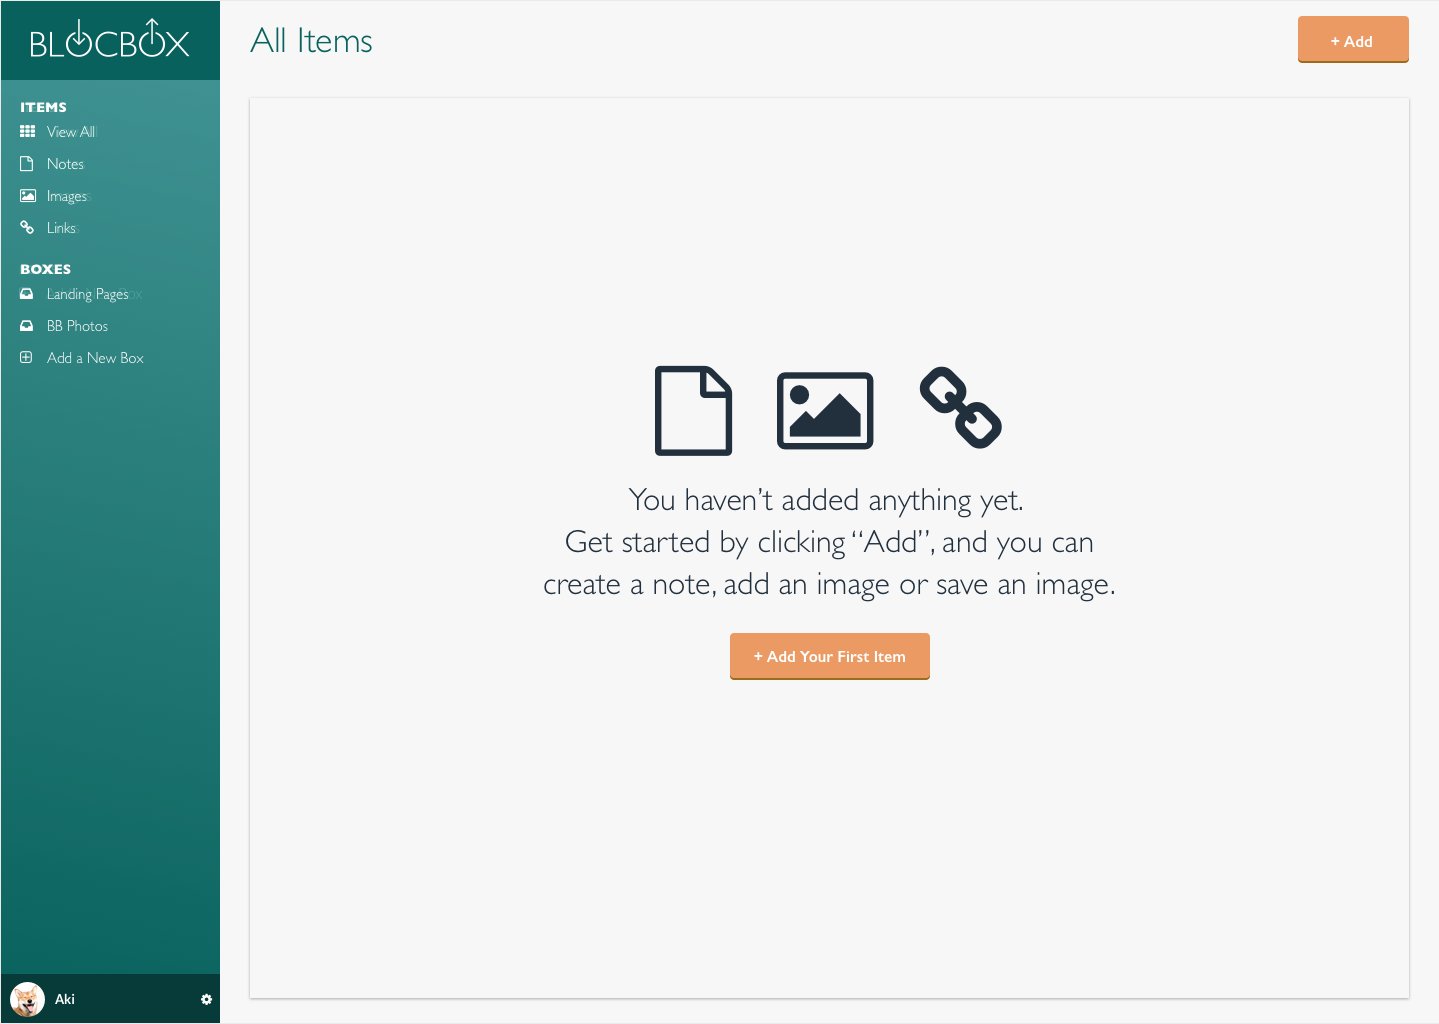 BLOCBOX
All Items
+ Add
ITEMS
View All
Notes
Images
Links
BOXES
Landing Pages
BB Photos
Add a New Box
You haven’t added anything yet.
Get started by clicking “Add”, and you can
create a note, add an image or save an image.
+ Add Your First Item
Aki